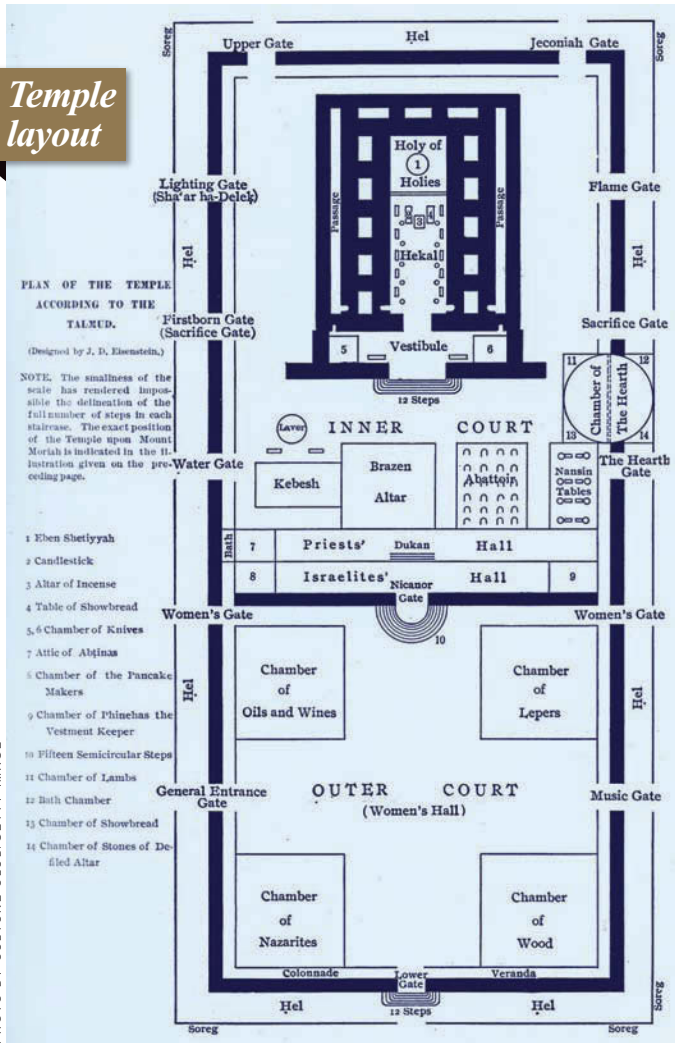 Temple
layout
Soreg
Upper Gate
Hel
Jeconiah Gate
Soreg
Holy of
1
Holies
Passage
Passage
Lighting Gate
(Sha'ar ha-Delek)
Flame Gate
2
4
3
Hekal
Hel
Hel
PLAN OF THE TEMPLE
ACCORDING TO THE
TALMUD.
(Designed by J. D. Eisenstein.)
Firstborn Gate
(Sacrifice Gate)
Sacrifice Gate
5
Vestibule
6
12 Steps
11
12
Chamber of
The Hearth
13
14
NOTE. The smallness of the
scale has rendered impos-
sible the delineation of the
full number of steps in each
staircase. The exact position
of the Temple upon Mount
Moriah is indicated in the il-
lustration given on the pre-
ceding page.
Laver
INNER COURT
Water Gate
Kebesh
Brazen
Altar
Abattoir
Nansin
Tables
The Hearth
Gate
Bath
7
Priests' Dukan Hall
8
Israelites' Hall
9
Nicanor
Gate
Women's Gate
Women's Gate
10
1 Eben Shetiyyah
2 Candlestick
3 Altar of Incense
4 Table of Showbread
5, 6 Chamber of Knives
7 Attic of Abtinas
8 Chamber of the Pancake
Makers
9 Chamber of Phinehas the
Vestment Keeper
10 Fifteen Semicircular Steps
11 Chamber of Lambs
12 Bath Chamber
13 Chamber of Showbread
14 Chamber of Stones of De-
filed Altar
Hel
Chamber
of
Oils and Wines
Chamber
of
Lepers
Hel
General Entrance
Gate
OUTER COURT
(Women's Hall)
Music Gate
Chamber
of
Nazarites
Chamber
of
Wood
Colonnade
Lower
Gate
Veranda
Hel
12 Steps
Hel
Soreg
Soreg
Soreg